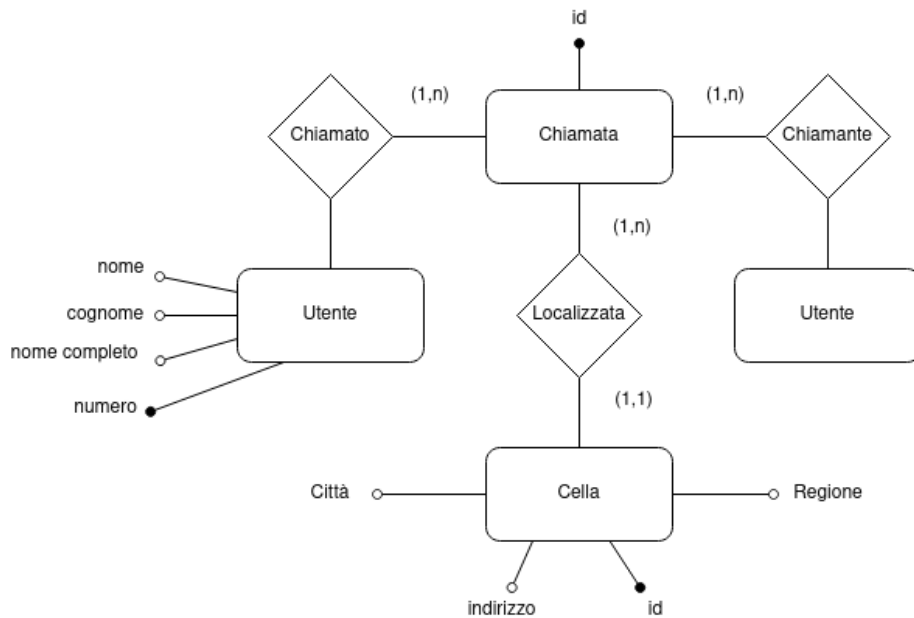 id
(1,n)
(1,n)
Chiamato
Chiamata
Chiamante
(1,n)
nome
cognome
nome completo
numero
Utente
Localizzata
Utente
(1,1)
Città
Cella
Regione
indirizzo
id